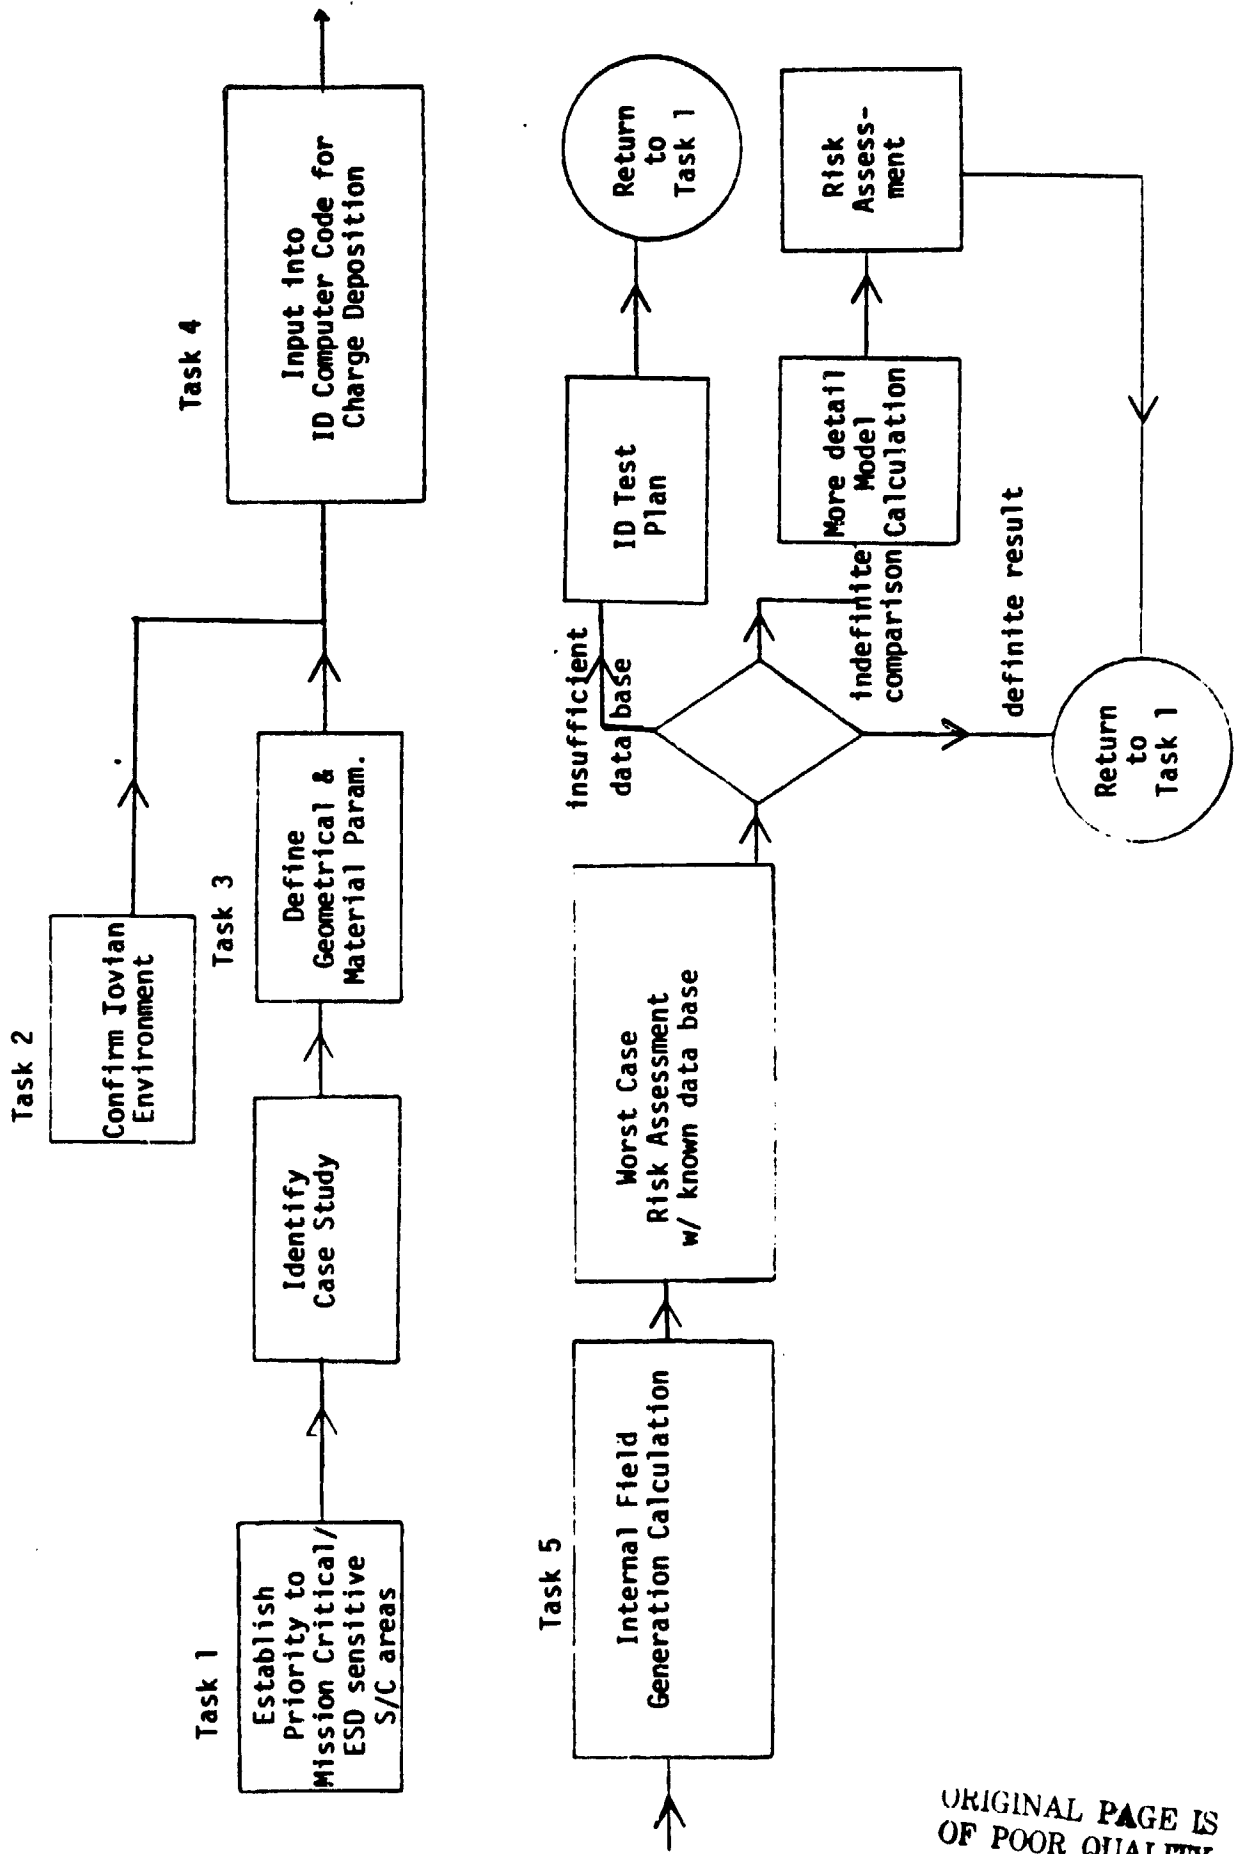 Task 1
Establish
Priority to
Mission Critical/
ESD sensitive
S/C areas
Identify
Case Study
Task 2
Confirm Iovian
Environment
Task 3
Define
Geometrical &
Material Param.
Task 4
Input into
ID Computer Code for
Charge Deposition
Task 5
Internal Field
Generation Calculation
Worst Case
Risk Assessment
w/ known data base
insufficient
data base
ID Test
Plan
Return
to
Task 1
indefinite
comparison
More detail
Model
Calculation
Risk
Assess-
ment
definite result
Return
to
Task 1
ORIGINAL PAGE IS
OF POOR QUALITY